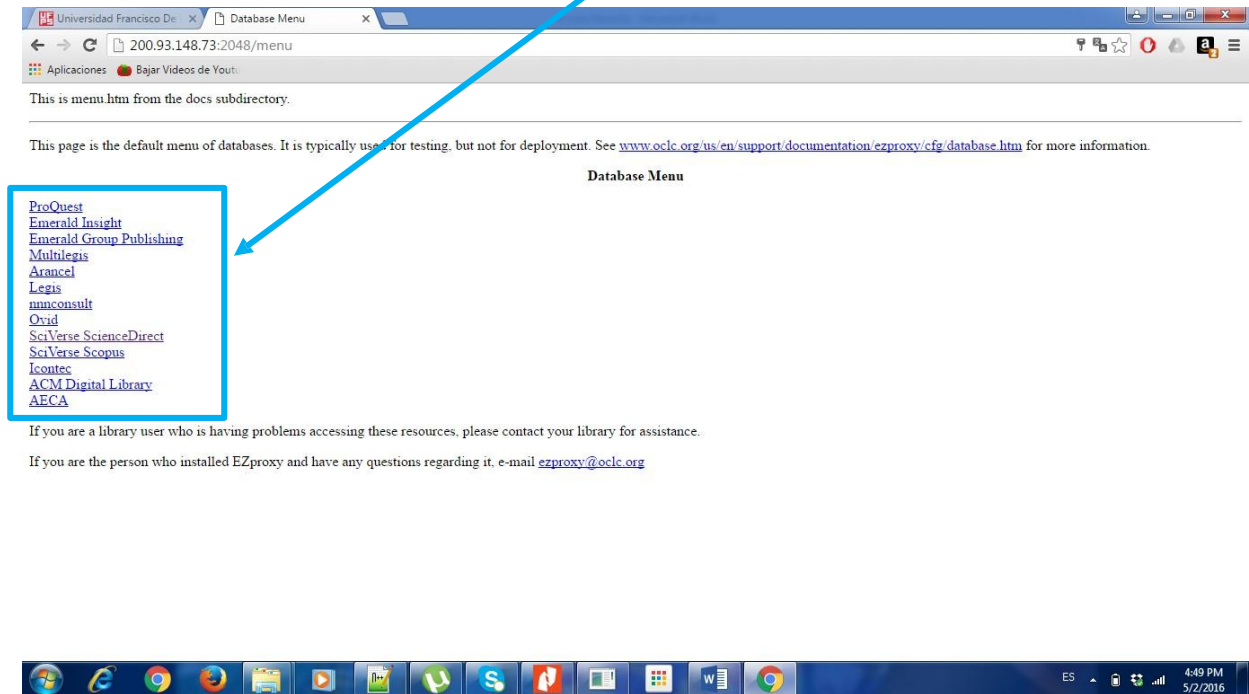 Universidad Francisco De
Database Menu
200.93.148.73:2048/menu
Aplicaciones
Bajar Videos de Yout
This is menu.htm from the docs subdirectory.
This page is the default menu of databases. It is typically used for testing, but not for deployment. See www.oclc.org/us/en/support/documentation/ezproxy/cfg/database.htm for more information.
Database Menu
ProQuest
Emerald Insight
Emerald Group Publishing
Multilegis
Arancel
Legis
nnnconsult
Ovid
SciVerse ScienceDirect
SciVerse Scopus
Icontec
ACM Digital Library
AECA
If you are a library user who is having problems accessing these resources, please contact your library for assistance.
If you are the person who installed EZproxy and have any questions regarding it, e-mail ezproxy@oclc.org
ES
4:49 PM
5/2/2016